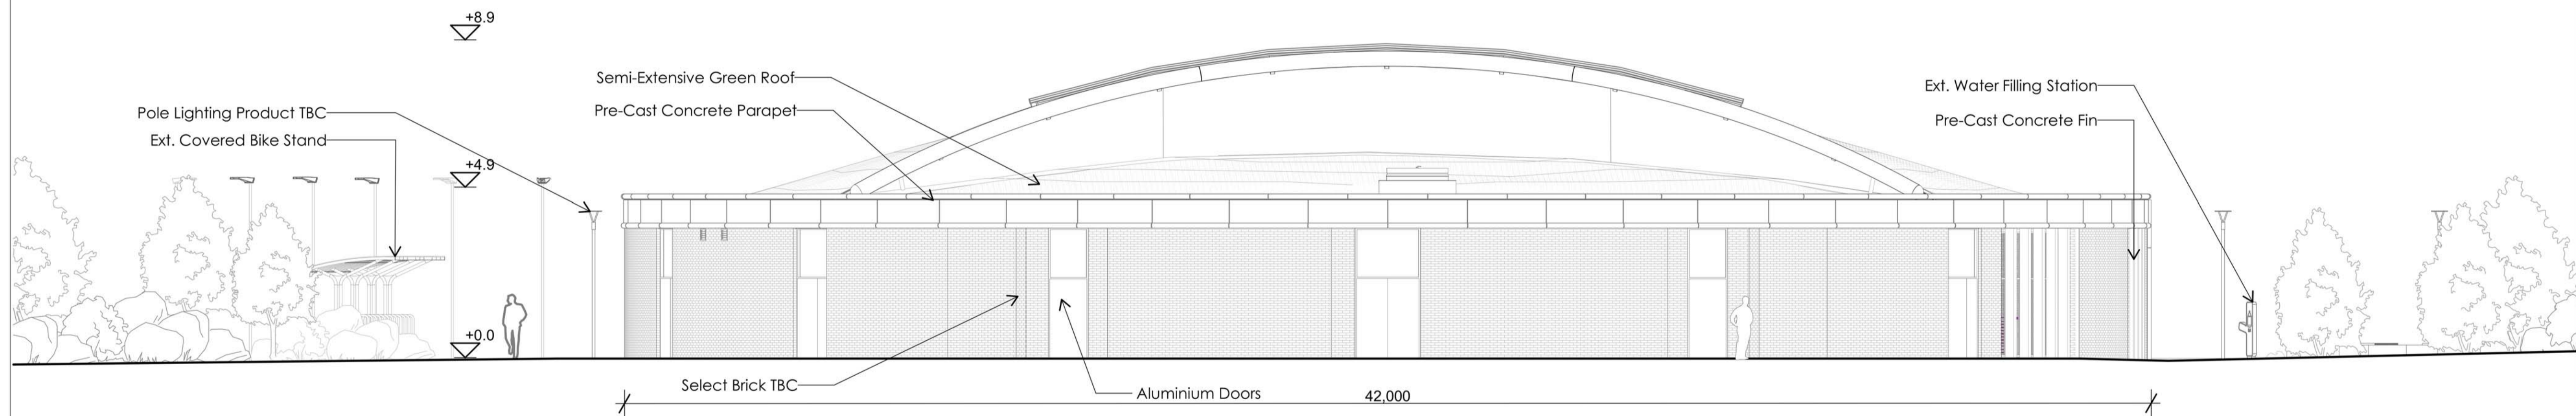 +8.9
Semi-Extensive Green Roof
Pre-Cast Concrete Parapet
Pole Lighting Product TBC
Ext. Covered Bike Stand
Ext. Water Filling Station
Pre-Cast Concrete Fin
+4.9
+0.0
Select Brick TBC
Aluminium Doors
42,000